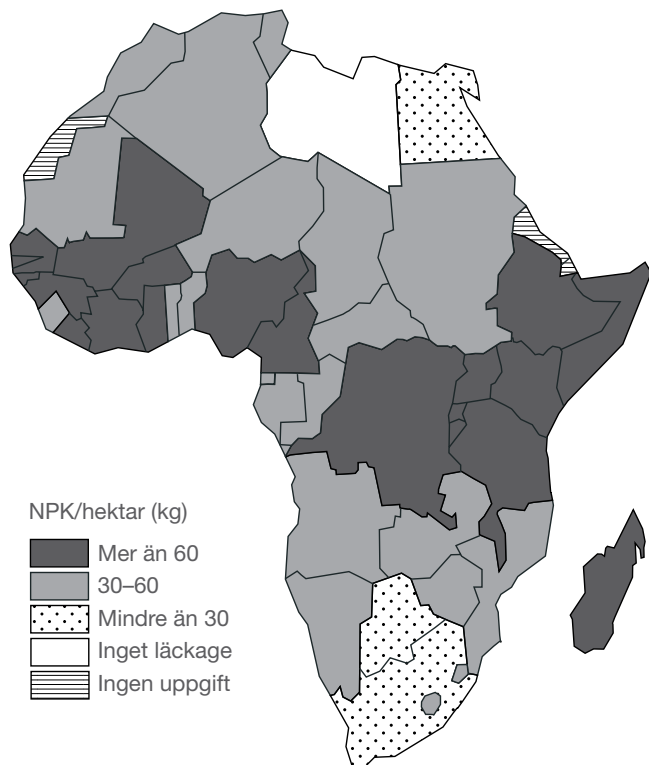 NPK/hektar (kg)
Mer än 60
30–60
Mindre än 30
Inget läckage
Ingen uppgift